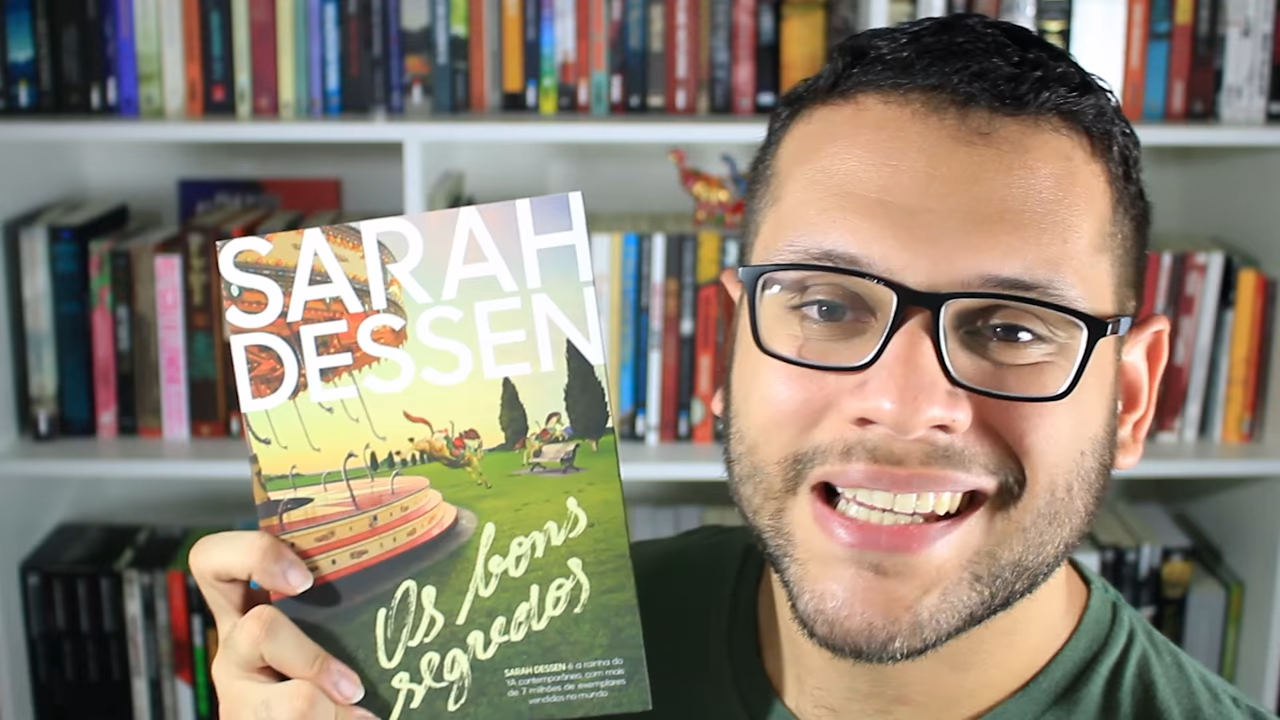 SARAH
DESSEN
Os bons
segredos
SARAH DESSEN é a rainha do
YA contemporâneo, com mais
de 7 milhões de exemplares
vendidos no mundo